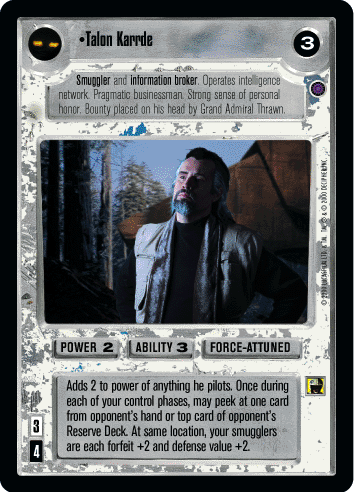 •Talon Karrde
3
Smuggler and information broker. Operates intelligence
network. Pragmatic businessman. Strong sense of personal
honor. Bounty placed on his head by Grand Admiral Thrawn.
POWER 2 ABILITY 3 FORCE-ATTUNED
Adds 2 to power of anything he pilots. Once during
each of your control phases, may peek at one card
from opponent's hand or top card of opponent's
Reserve Deck. At same location, your smugglers
are each forfeit +2 and defense value +2.
3
4